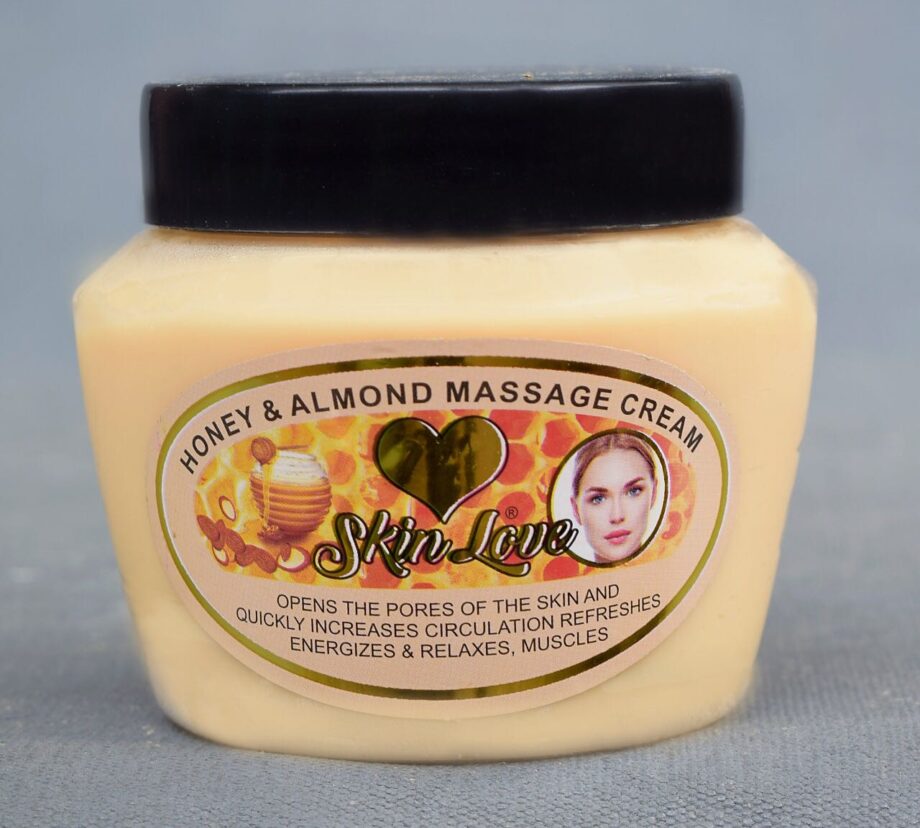 HONEY & ALMOND MASSAGE CREAM
Skin Love®
OPENS THE PORES OF THE SKIN AND
QUICKLY INCREASES CIRCULATION REFRESHES
ENERGIZES & RELAXES, MUSCLES